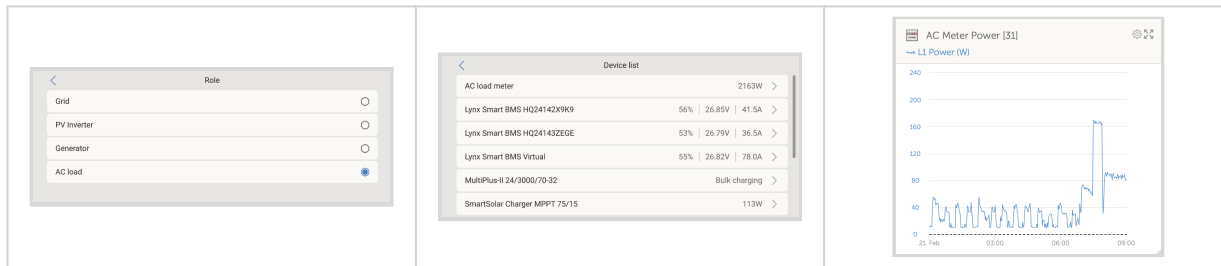 Role
Grid
PV Inverter
Generator
AC load
Device list
AC load meter 2163W
Lynx Smart BMS HQ24142X9K9 56% 26.85V 41.5A
Lynx Smart BMS HQ24143ZEGE 53% 26.79V 36.5A
Lynx Smart BMS Virtual 55% 26.82V 78.0A
MultiPlus-II 24/3000/70-32 Bulk charging
SmartSolar Charger MPPT 75/15 113W
AC Meter Power [31]
L1 Power (W)
240
200
160
120
80
40
0
21. Feb 03:00 06:00 09:00